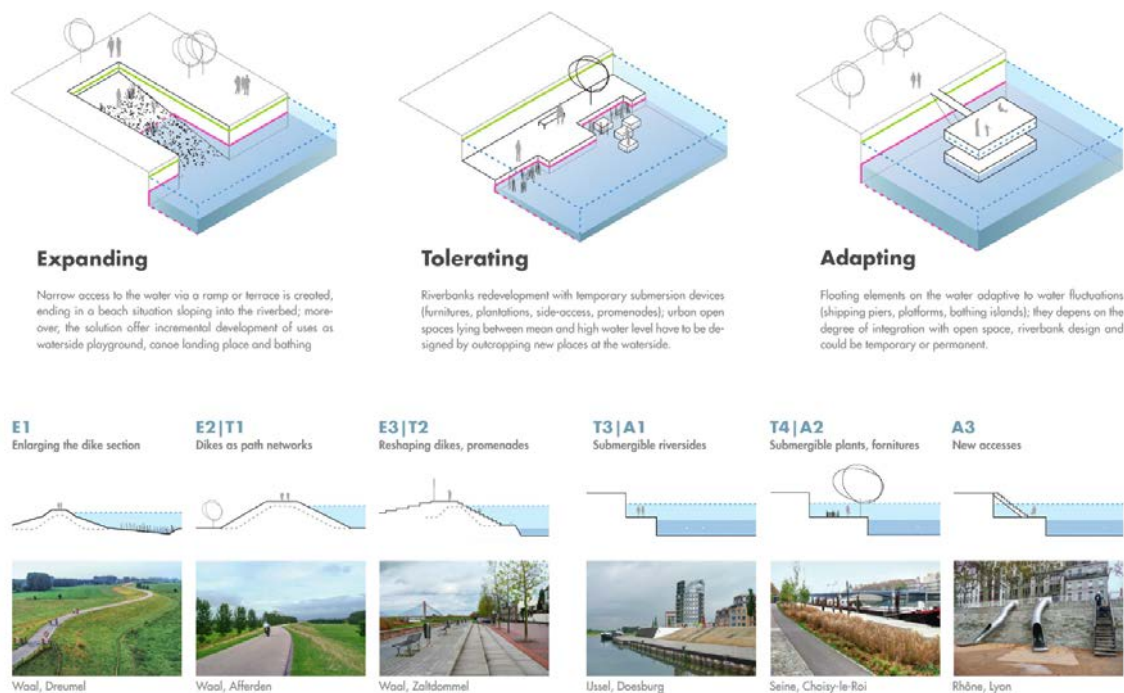 Expanding
Narrow access to the water via a ramp or terrace is created,
ending in a beach situation sloping into the riverbed; more-
over, the solution offer incremental development of uses as
waterside playground, canoe landing place and bathing
Tolerating
Riverbanks redevelopment with temporary submersion devices
(furnitures, plantations, side-access, promenades); urban open
spaces lying between mean and high water level have to be de-
signed by outcropping new places at the waterside.
Adapting
Floating elements on the water adaptive to water fluctuations
(shipping piers, platforms, bathing islands); they depens on the
degree of integration with open space, riverbank design and
could be temporary or permanent.
E1
Enlarging the dike section
E2|T1
Dikes as path networks
E3|T2
Reshaping dikes, promenades
T3|A1
Submergible riversides
T4|A2
Submergible plants, fornitures
A3
New accesses
Waal, Dreumel
Waal, Afferden
Waal, Zaltdommel
IJssel, Doesburg
Seine, Choisy-le-Roi
Rhône, Lyon